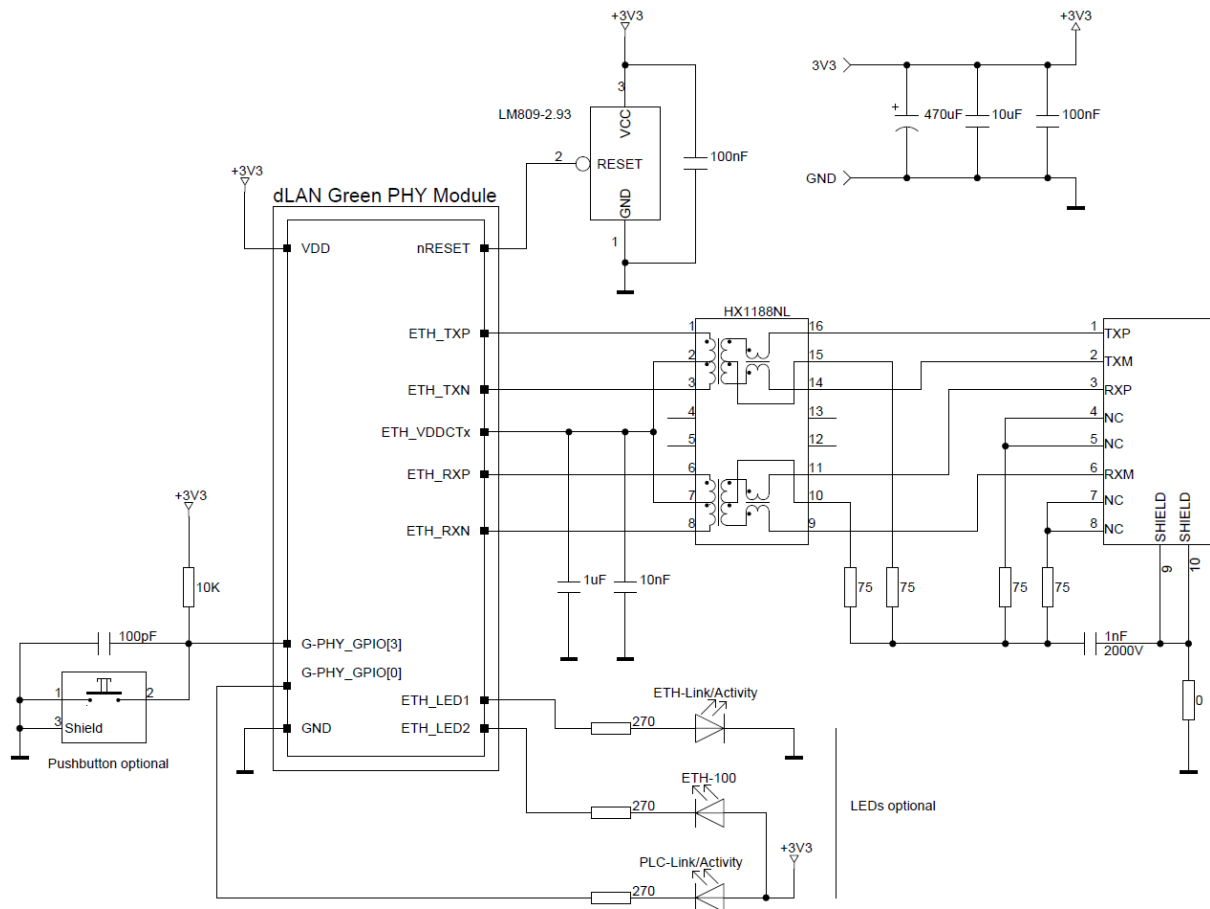 +3V3
+3V3
3V3
3
LM809-2.93
VCC
+
470uF
10uF
100nF
2
RESET
100nF
+3V3
GND
GND
dLAN Green PHY Module
1
VDD
nRESET
HX1188NL
ETH_TXP
1
16
1
TXP
2
15
2
TXM
ETH_TXN
3
14
3
RXP
4
13
4
NC
ETH_VDDCTx
5
12
5
NC
ETH_RXP
6
11
6
RXM
+3V3
7
10
7
NC
ETH_RXN
8
9
8
NC
SHIELD
SHIELD
9
10
10K
1uF
10nF
75
75
75
75
100pF
G-PHY_GPIO[3]
1nF
2000V
G-PHY_GPIO[0]
1
2
ETH_LED1
ETH-Link/Activity
0
3
Shield
GND
ETH_LED2
270
Pushbutton optional
ETH-100
270
LEDs optional
+3V3
PLC-Link/Activity
270